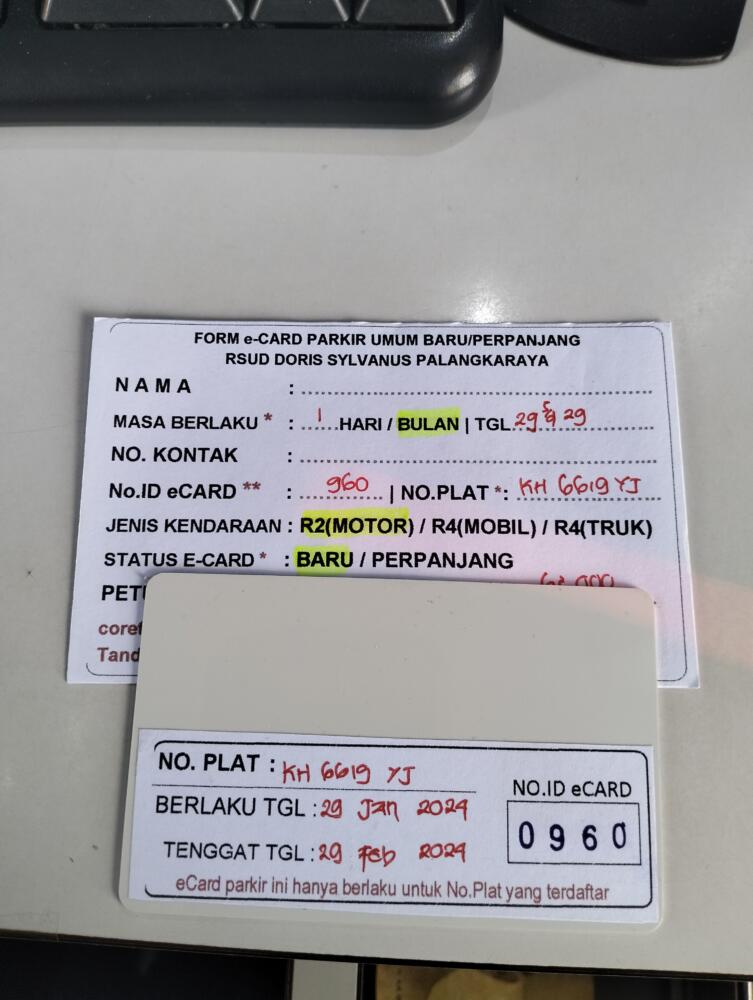 FORM e-CARD PARKIR UMUM BARU/PERPANJANG
RSUD DORIS SYLVANUS PALANGKARAYA
NAMA :
MASA BERLAKU * : 1 HARI / BULAN | TGL 29 29
NO. KONTAK :
No.ID eCARD ** : 960 | NO.PLAT *: KH 6619 YJ
JENIS KENDARAAN : R2(MOTOR) / R4(MOBIL) / R4(TRUK)
STATUS E-CARD * : BARU / PERPANJANG
NO. PLAT : KH 6619 YJ
BERLAKU TGL : 29 Jan 2024
TENGGAT TGL : 29 Feb 2024
NO.ID eCARD
0960
eCard parkir ini hanya berlaku untuk No.Plat yang terdaftar